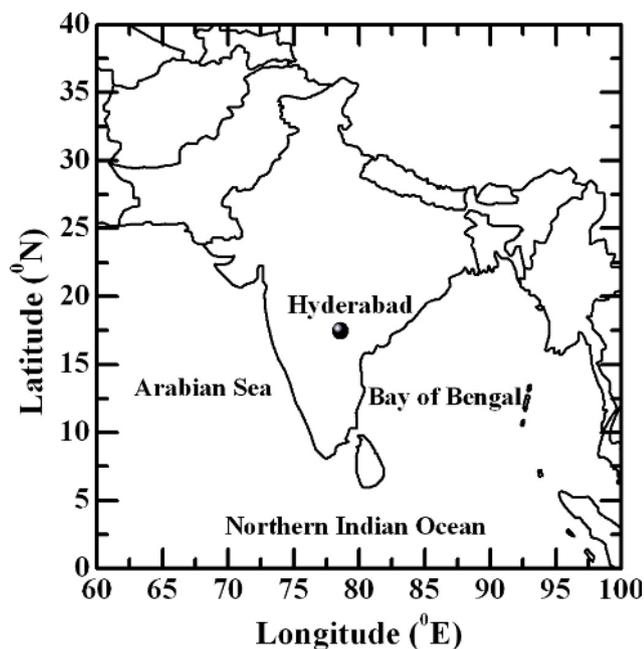 40
35
30
25
20
15
10
5
0
Latitude (⁰N)
Hyderabad
Arabian Sea
Bay of Bengal
Northern Indian Ocean
60 65 70 75 80 85 90 95 100
Longitude (⁰E)